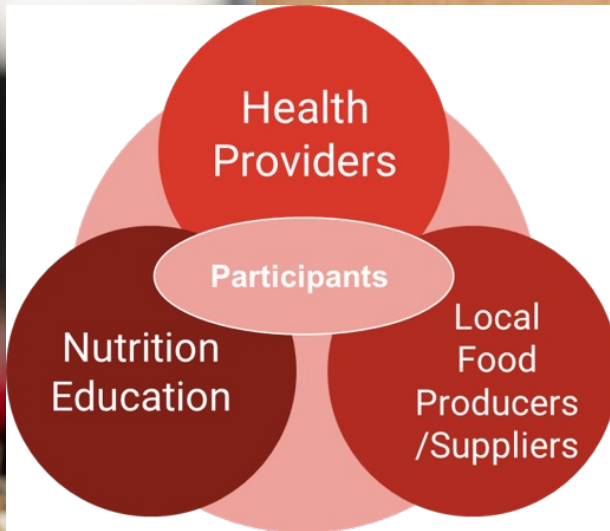 Health
Providers
Participants
Nutrition
Education
Local
Food
Producers
/Suppliers